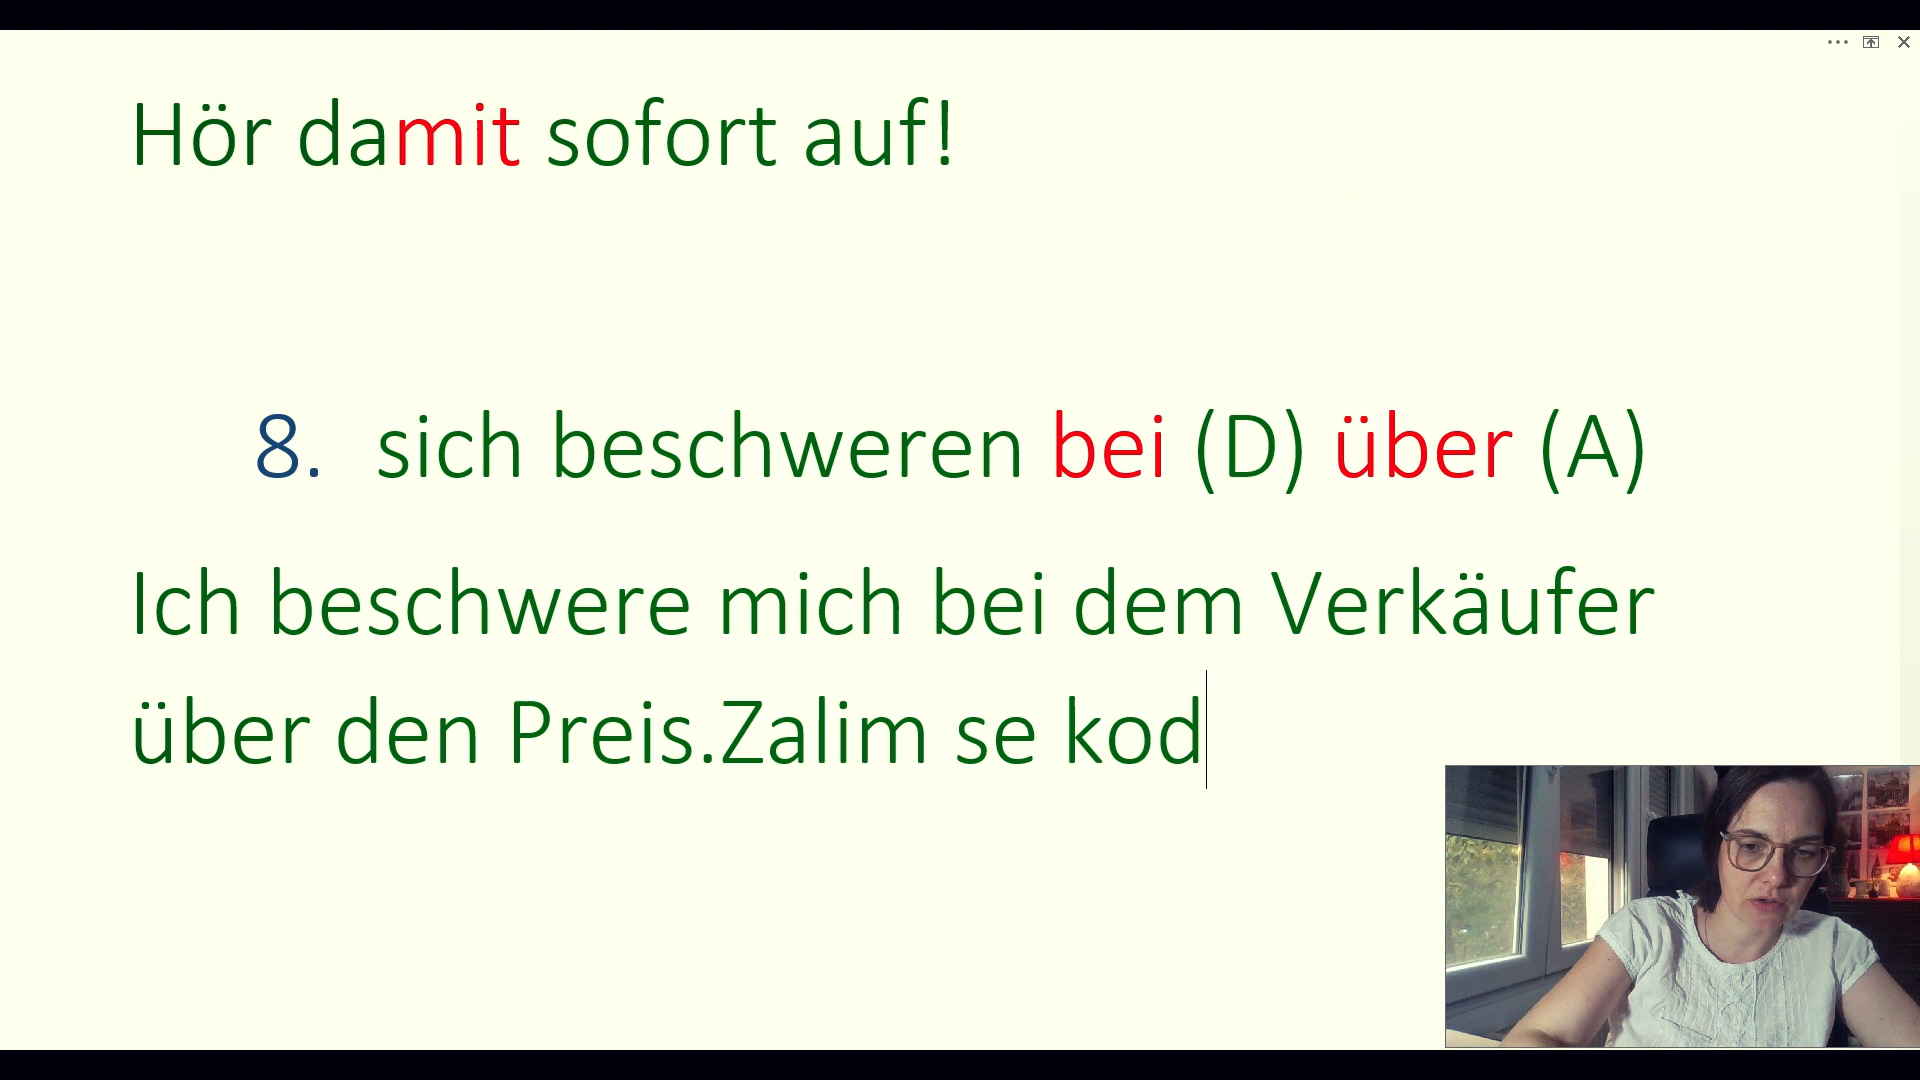 Hör damit sofort auf!
8. sich beschweren bei (D) über (A)
Ich beschwere mich bei dem Verkäufer
über den Preis.Zalim se kod